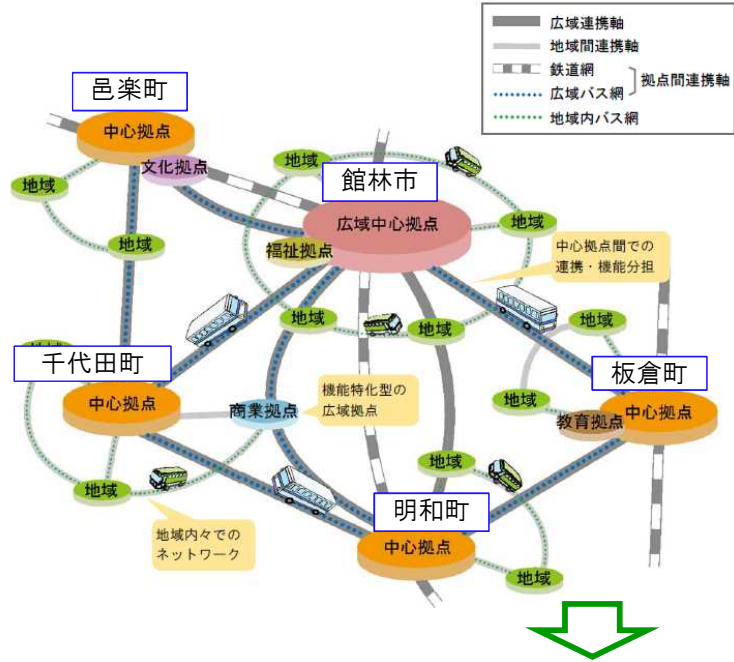 広域連携軸
地域間連携軸
鉄道網
広域バス網
拠点間連携軸
地域内バス網
邑楽町
中心拠点
文化拠点
地域
地域
地域
館林市
広域中心拠点
福祉拠点
地域
地域
地域
中心拠点間での
連携・機能分担
千代田町
中心拠点
地域
商業拠点
機能特化型の
広域拠点
地域内々での
ネットワーク
板倉町
中心拠点
教育拠点
地域
地域
明和町
中心拠点
地域
地域